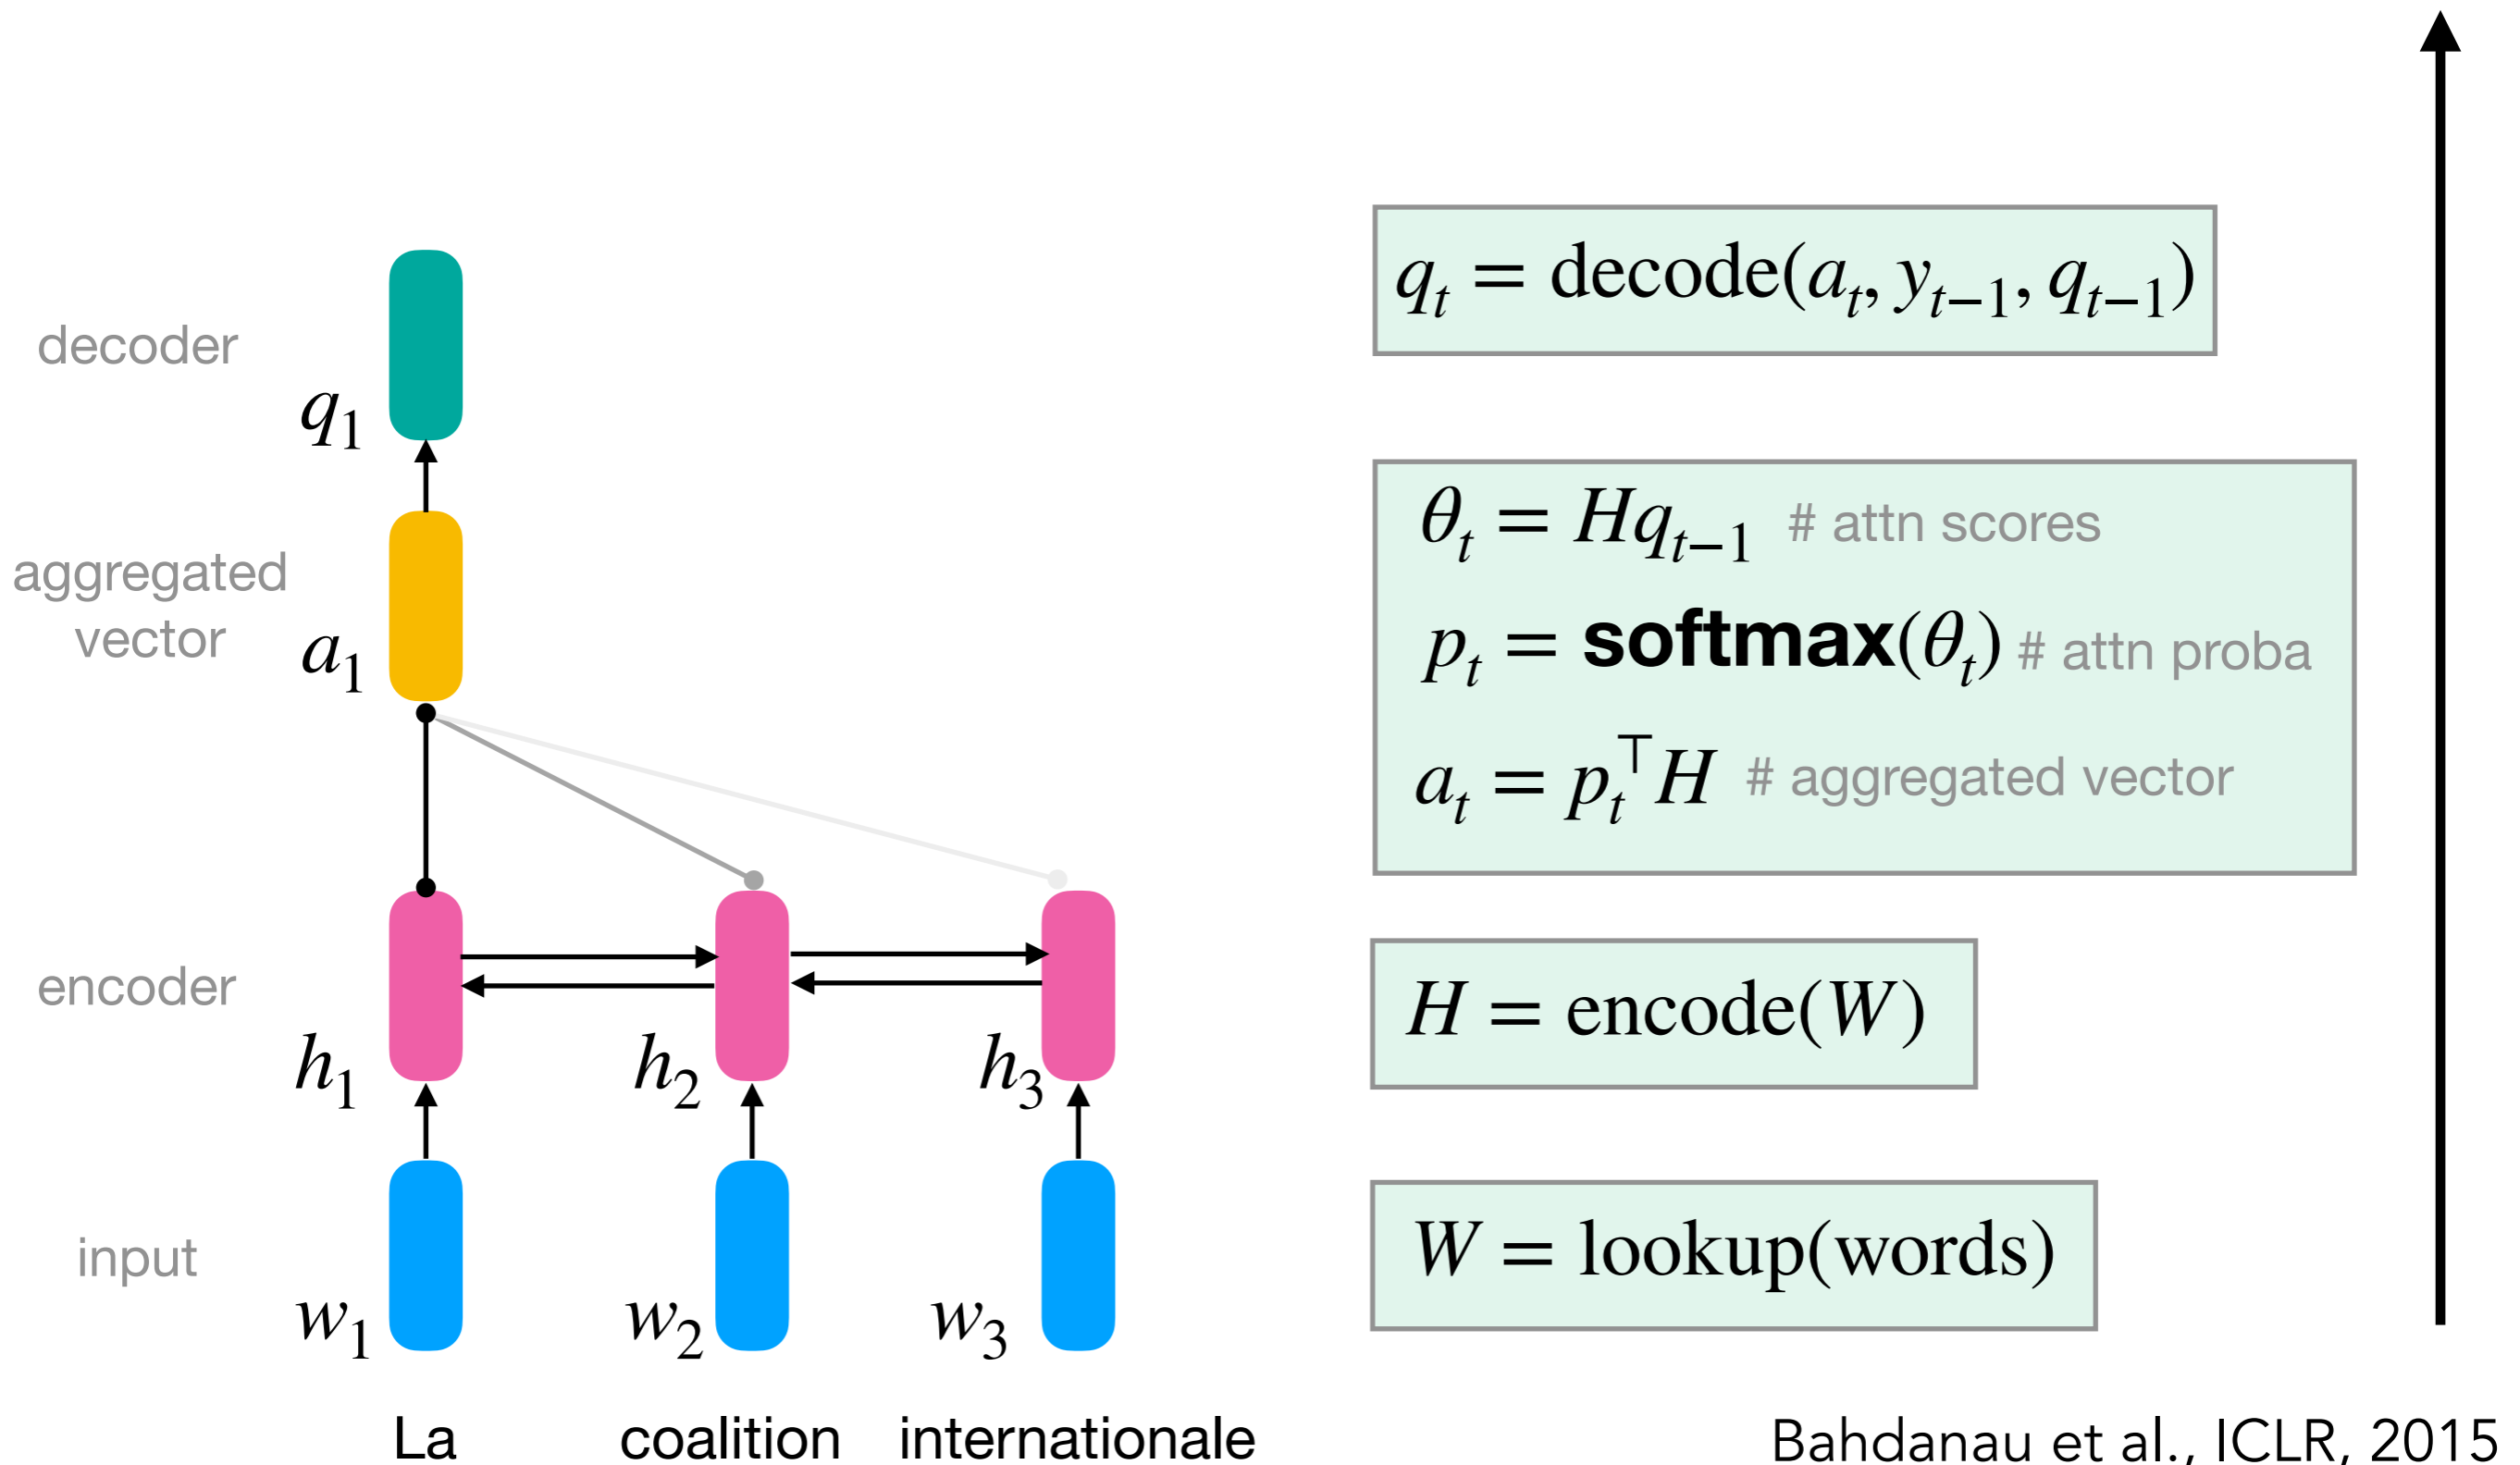 decoder
q1
qt = decode(at, yt−1, qt−1)
aggregated
vector
a1
θt = Hqt−1 # attn scores
pt = softmax(θt) # attn proba
at = pt⊤H # aggregated vector
encoder
h1 h2 h3
H = encode(W)
input
w1 w2 w3
W = lookup(words)
La coalition internationale
Bahdanau et al., ICLR, 2015